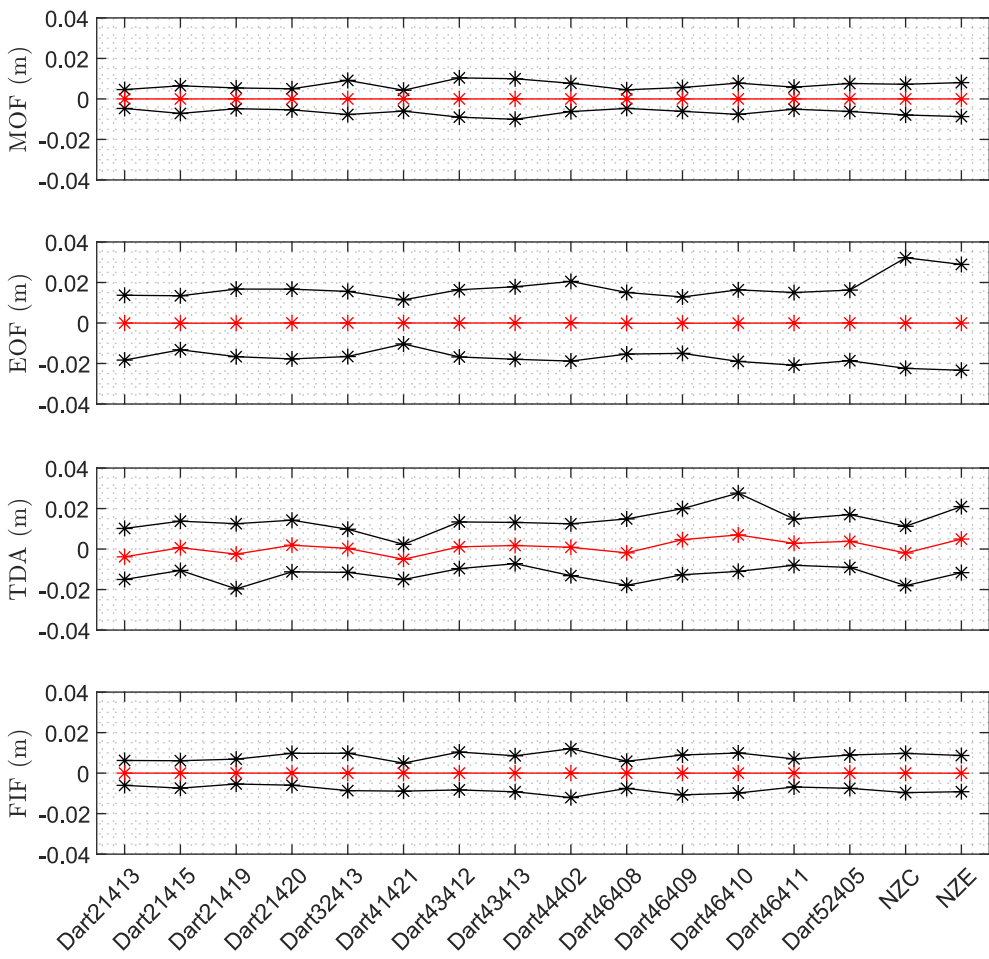 0.04
0.02
0
-0.02
-0.04
MOF (m)
0.04
0.02
0
-0.02
-0.04
EOF (m)
0.04
0.02
0
-0.02
-0.04
TDA (m)
0.04
0.02
0
-0.02
-0.04
FIF (m)
Dart21413
Dart21415
Dart21419
Dart21420
Dart32413
Dart41421
Dart43412
Dart43413
Dart44402
Dart46408
Dart46409
Dart46410
Dart46411
Dart52405
NZC
NZE